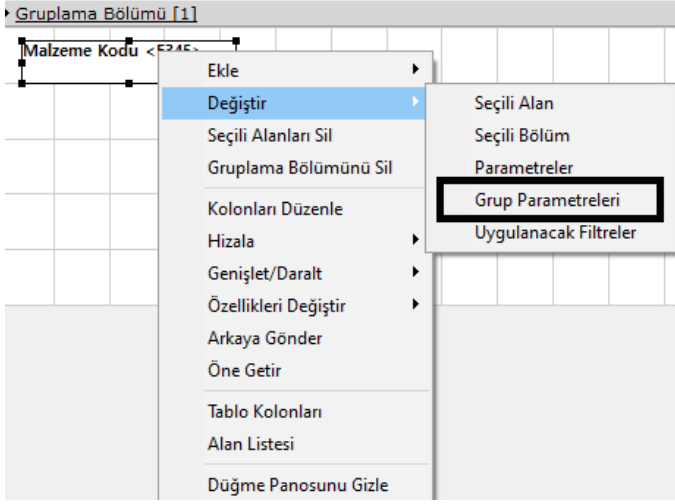 Gruplama Bölümü [1]
Malzeme Kodu <5345>
Ekle
Değiştir
Seçili Alanları Sil
Gruplama Bölümünü Sil
Kolonları Düzenle
Hizala
Genişlet/Daralt
Özellikleri Değiştir
Arkaya Gönder
Öne Getir
Tablo Kolonları
Alan Listesi
Düğme Panosunu Gizle
Seçili Alan
Seçili Bölüm
Parametreler
Grup Parametreleri
Uygulanacak Filtreler